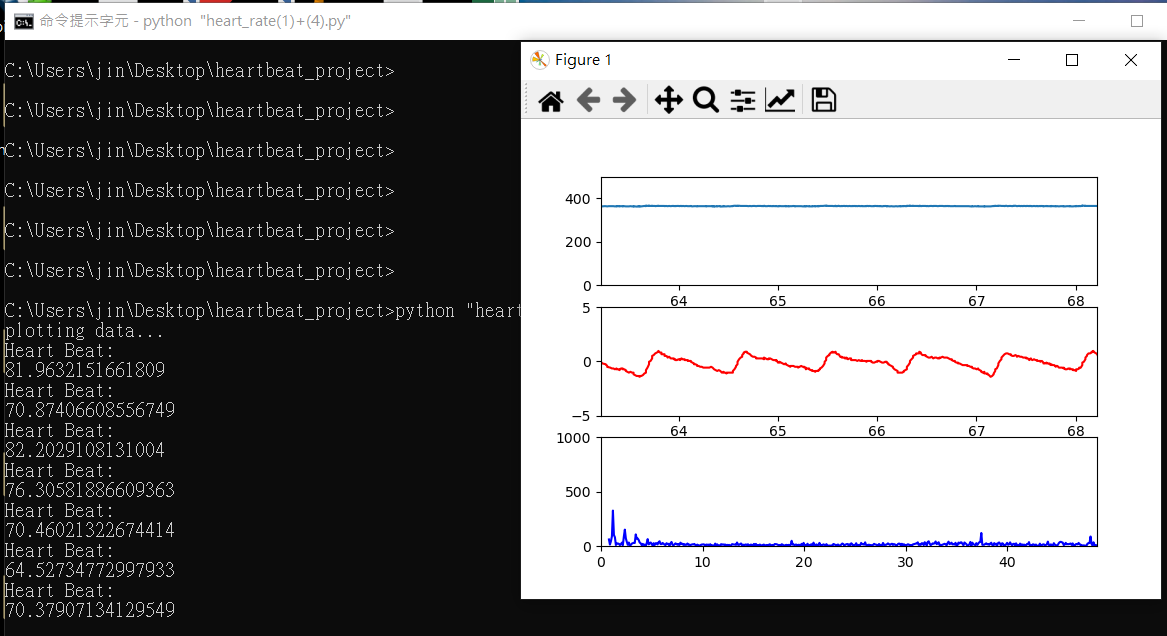 命令提示字元 - python "heart_rate(1)+(4).py"
C:\Users\jin\Desktop\heartbeat_project>
C:\Users\jin\Desktop\heartbeat_project>
C:\Users\jin\Desktop\heartbeat_project>
C:\Users\jin\Desktop\heartbeat_project>
C:\Users\jin\Desktop\heartbeat_project>
C:\Users\jin\Desktop\heartbeat_project>
C:\Users\jin\Desktop\heartbeat_project>python "heart
plotting data...
Heart Beat:
81.9632151661809
Heart Beat:
70.87406608556749
Heart Beat:
82.2029108131004
Heart Beat:
76.30581886609363
Heart Beat:
70.46021322674414
Heart Beat:
64.52734772997933
Heart Beat:
70.37907134129549
Figure 1
400
200
0
64 65 66 67 68
5
0
−5
64 65 66 67 68
1000
500
0
0 10 20 30 40